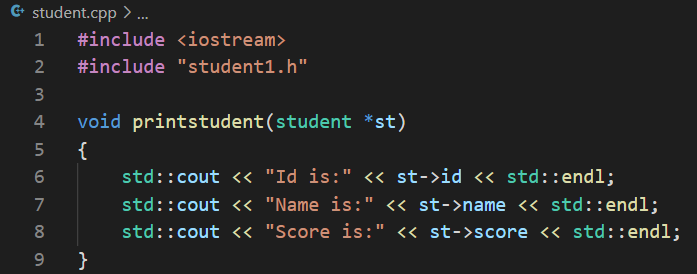 student.cpp > ...
1 #include <iostream>
2 #include "student1.h"
3
4 void printstudent(student *st)
5 {
6     std::cout << "Id is:" << st->id << std::endl;
7     std::cout << "Name is:" << st->name << std::endl;
8     std::cout << "Score is:" << st->score << std::endl;
9 }